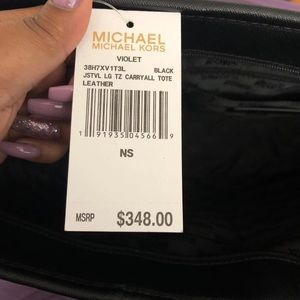 MICHAEL
MICHAEL KORS
VIOLET
38H7XV1T3L BLACK
JSTVL LG TZ CARRYALL TOTE
LEATHER
1 91935 04566 9
NS
MSRP $348.00